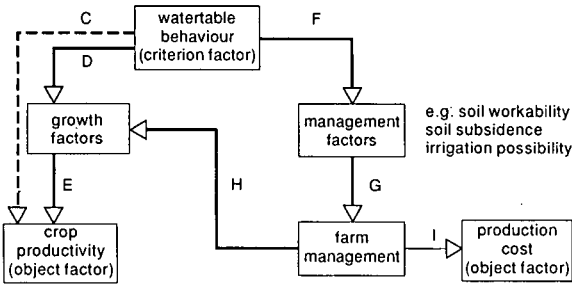 C
watertable
behaviour
(criterion factor)
F
D
growth
factors
management
factors
e.g. soil workability
soil subsidence
irrigation possibility
E
H
G
crop
productivity
(object factor)
farm
management
I
production
cost
(object factor)